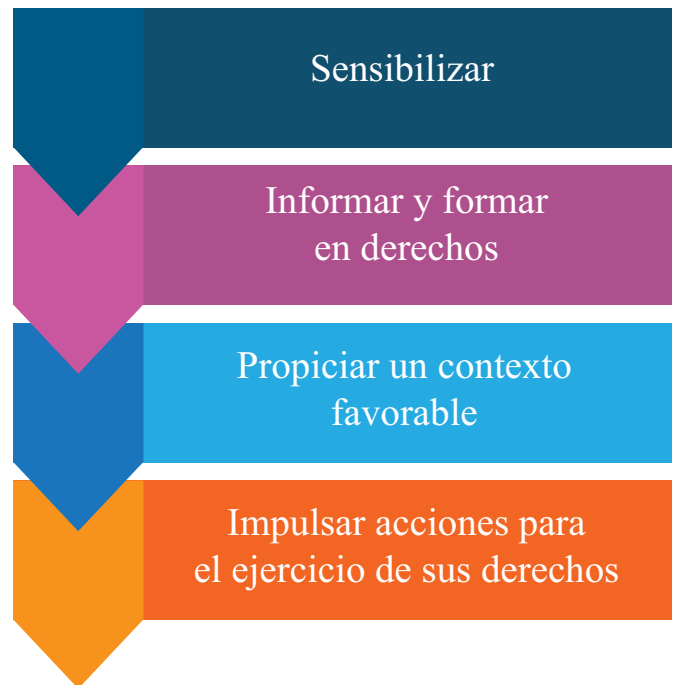 Sensibilizar
Informar y formar
en derechos
Propiciar un contexto
favorable
Impulsar acciones para
el ejercicio de sus derechos